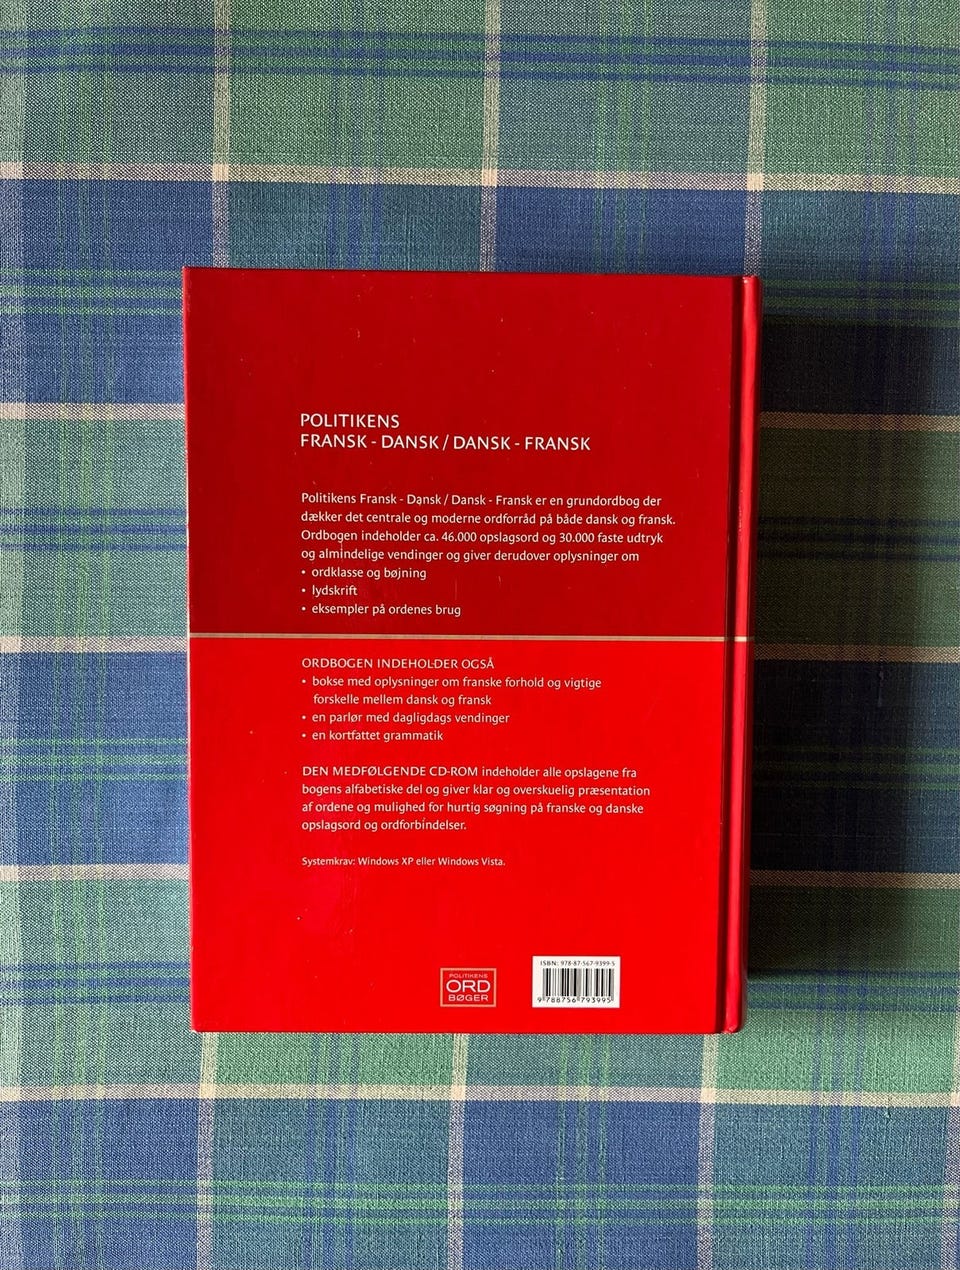 POLITIKENS
FRANSK - DANSK / DANSK - FRANSK
Politikens Fransk - Dansk / Dansk - Fransk er en grundordbog der
dækker det centrale og moderne ordforråd på både dansk og fransk.
Ordbogen indeholder ca. 46.000 opslagsord og 30.000 faste udtryk
og almindelige vendinger og giver derudover oplysninger om
• ordklasse og bøjning
• lydskrift
• eksempler på ordenes brug
ORDBOGEN INDEHOLDER OGSÅ
• bokse med oplysninger om franske forhold og vigtige
forskelle mellem dansk og fransk
• en parlør med dagligdags vendinger
• en kortfattet grammatik
DEN MEDFØLGENDE CD-ROM indeholder alle opslagene fra
bogens alfabetiske del og giver klar og overskuelig præsentation
af ordene og mulighed for hurtig søgning på franske og danske
opslagsord og ordforbindelser.
Systemkrav: Windows XP eller Windows Vista.
POLITIKENS
ORD
BØGER
ISBN: 978-87-567-9399-5
9 788756 793995